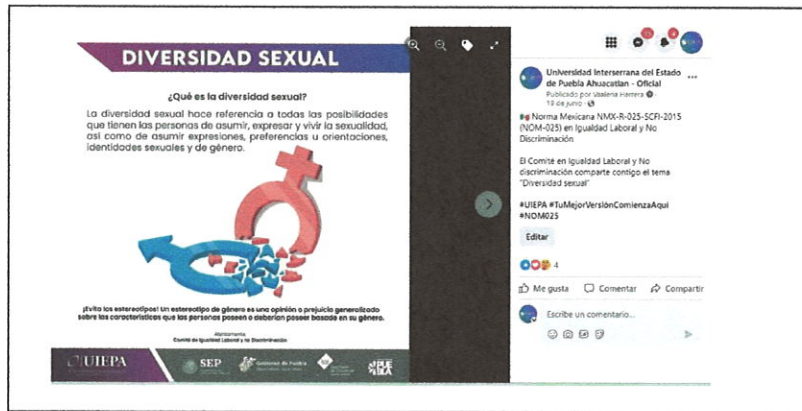 DIVERSIDAD SEXUAL
¿Qué es la diversidad sexual?
La diversidad sexual hace referencia a todas las posibilidades
que tienen las personas de asumir, expresar y vivir la sexualidad,
así como de asumir expresiones, preferencias u orientaciones,
identidades sexuales y de género.
¡Evita los estereotipos! Un estereotipo de género es una opinión o prejuicio generalizado
sobre las características que las personas poseen o deberían poseer basada en su género.
Atentamente
Comité de Igualdad Laboral y no Discriminación
UIEPA
SEP
Gobierno de Puebla
PUE
BLA
Universidad Interserrana del Estado
de Puebla Ahuacatlan - Oficial
Publicado por Valeria Herrera
19 de junio
Norma Mexicana NMX-R-025-SCFI-2015
(NOM-025) en Igualdad Laboral y No
Discriminación
El Comité en Igualdad Laboral y No
discriminación comparte contigo el tema
"Diversidad sexual"
#UIEPA #TuMejorVersiónComienzaAquí
#NOM025
Editar
4
Me gusta Comentar Compartir
Escribe un comentario...